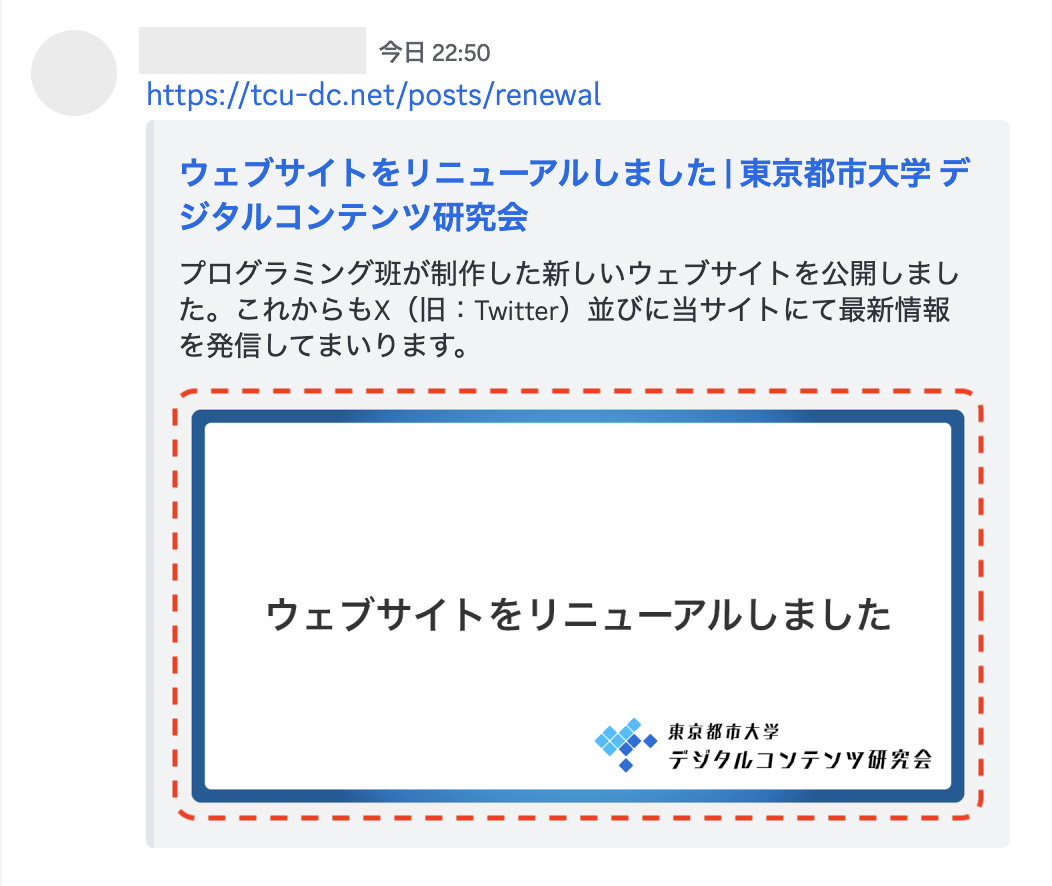 今日 22:50
https://tcu-dc.net/posts/renewal
ウェブサイトをリニューアルしました | 東京都市大学 デ
ジタルコンテンツ研究会
プログラミング班が制作した新しいウェブサイトを公開しまし
た。これからもX（旧：Twitter）並びに当サイトにて最新情報
を発信してまいります。
ウェブサイトをリニューアルしました
東京都市大学
デジタルコンテンツ研究会